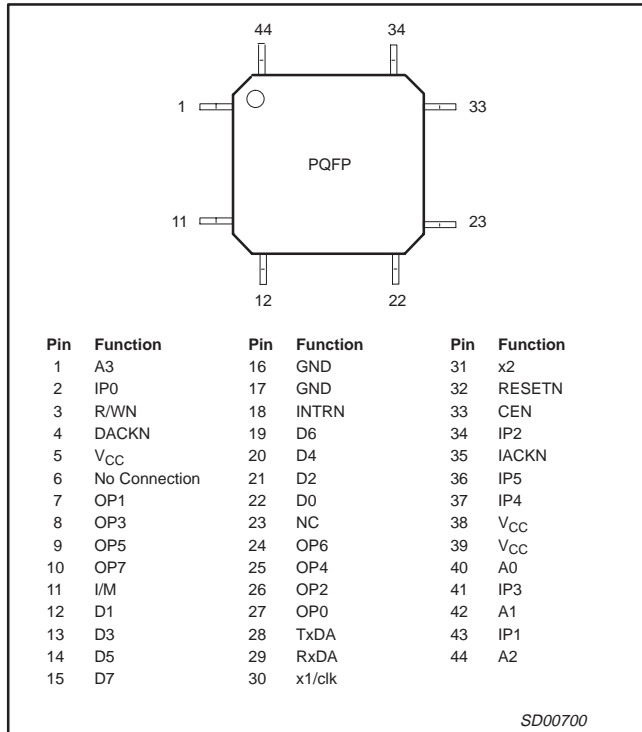 44 34
1 33
PQFP
11 23
12 22
Pin Function Pin Function Pin Function
1 A3 16 GND 31 x2
2 IP0 17 GND 32 RESETN
3 R/WN 18 INTRN 33 CEN
4 DACKN 19 D6 34 IP2
5 VCC 20 D4 35 IACKN
6 No Connection 21 D2 36 IP5
7 OP1 22 D0 37 IP4
8 OP3 23 NC 38 VCC
9 OP5 24 OP6 39 VCC
10 OP7 25 OP4 40 A0
11 I/M 26 OP2 41 IP3
12 D1 27 OP0 42 A1
13 D3 28 TxDA 43 IP1
14 D5 29 RxDA 44 A2
15 D7 30 x1/clk
SD00700